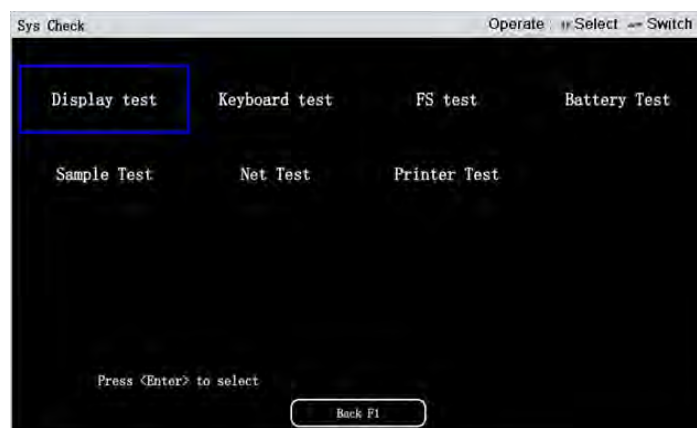 Sys Check Operate Select Switch
Display test Keyboard test FS test Battery Test
Sample Test Net Test Printer Test
Press <Enter> to select
Back F1